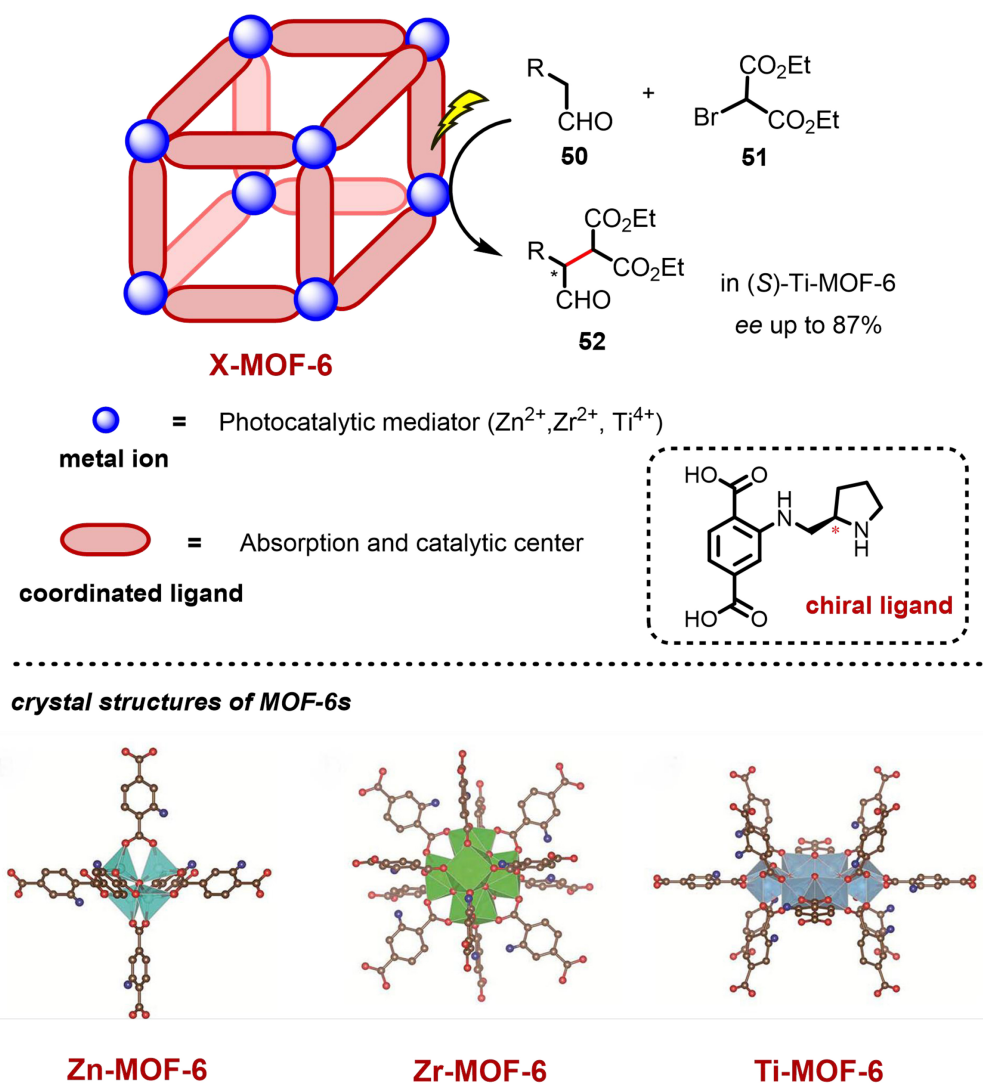 R
CHO
50
+
CO2Et
Br
CO2Et
51
X-MOF-6
CO2Et
R
CO2Et
*
CHO
52
in (S)-Ti-MOF-6
ee up to 87%
= Photocatalytic mediator (Zn2+,Zr2+, Ti4+)
metal ion
= Absorption and catalytic center
coordinated ligand
HO O
H
N
*
N
H
HO O
chiral ligand
crystal structures of MOF-6s
Zn-MOF-6 Zr-MOF-6 Ti-MOF-6